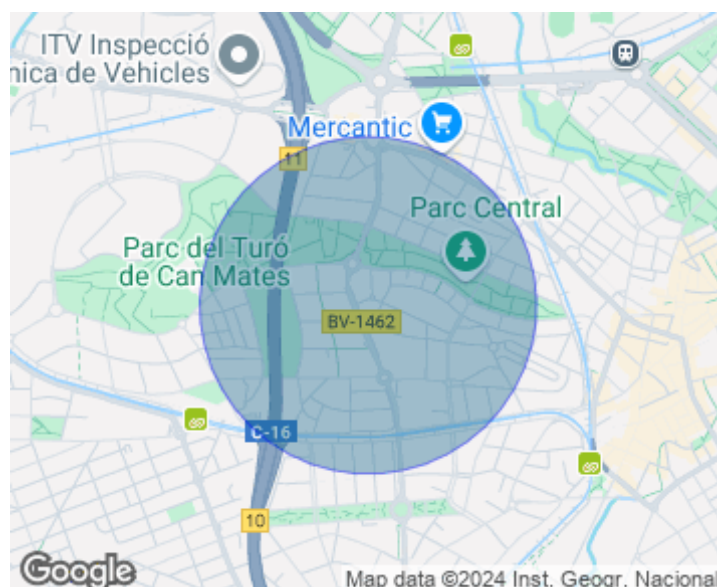 ITV Inspecció
nica de Vehicles
Mercantic
11
Parc Central
Parc del Turó
de Can Mates
BV-1462
C-16
10
Google
Map data ©2024 Inst. Geogr. Nacional